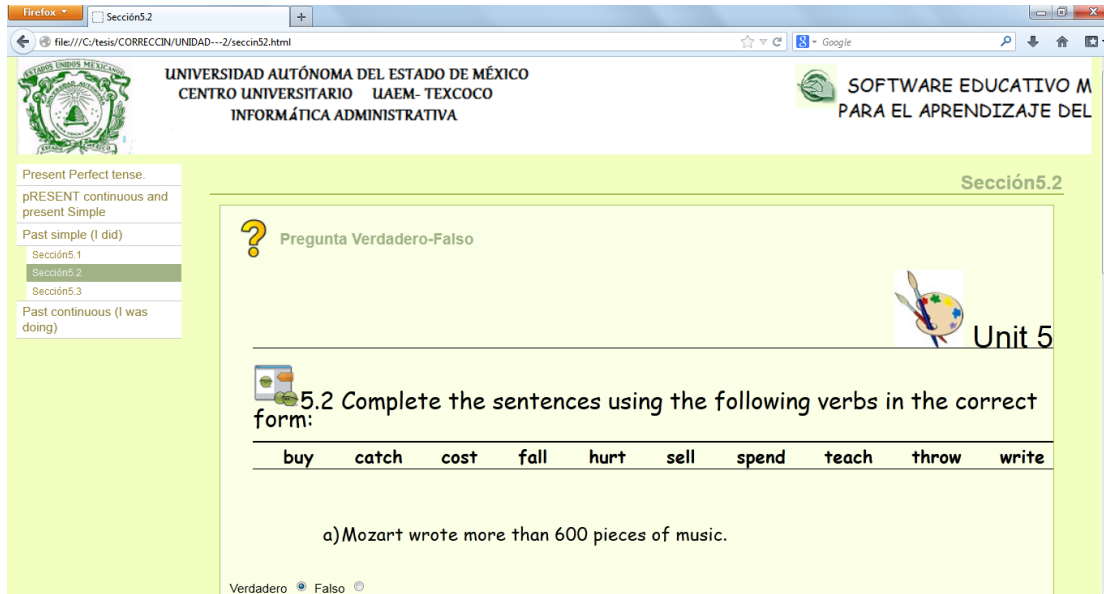 Firefox
Sección5.2
file:///C:/tesis/CORRECCIN/UNIDAD---2/seccin52.html
Google
ESTADOS UNIDOS MEXICANOS
UNIVERSIDAD AUTÓNOMA DEL ESTADO DE MÉXICO
CENTRO UNIVERSITARIO UAEM- TEXCOCO
INFORMÁTICA ADMINISTRATIVA
SOFTWARE EDUCATIVO M
PARA EL APRENDIZAJE DEL
Present Perfect tense.
pRESENT continuous and
present Simple
Past simple (I did)
Sección5.1
Sección5.2
Sección5.3
Past continuous (I was
doing)
Sección5.2
Pregunta Verdadero-Falso
Unit 5
5.2 Complete the sentences using the following verbs in the correct
form:
buy catch cost fall hurt sell spend teach throw write
a)Mozart wrote more than 600 pieces of music.
Verdadero Falso